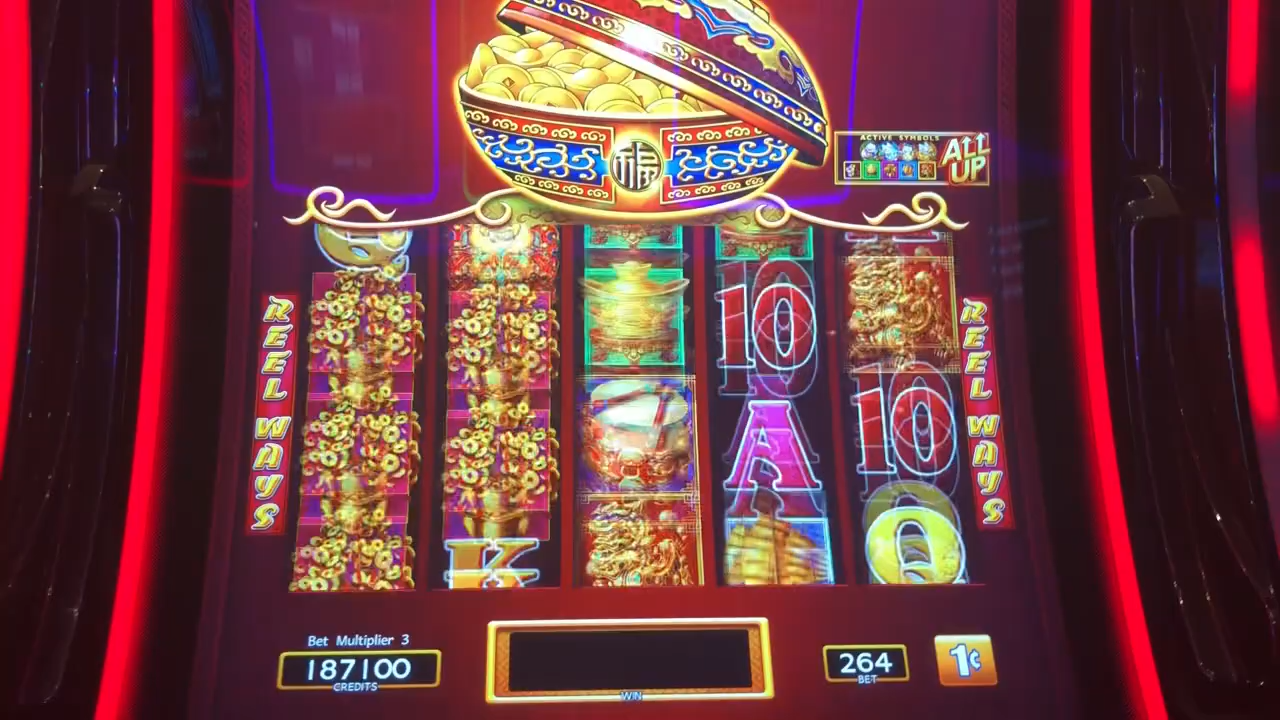 福
ACTIVE SYMBOLS
ALL
UP
REEL WAYS
REEL WAYS
10
A
10
K
Q
Bet Multiplier 3
187100
CREDITS
WIN
264
BET
1¢